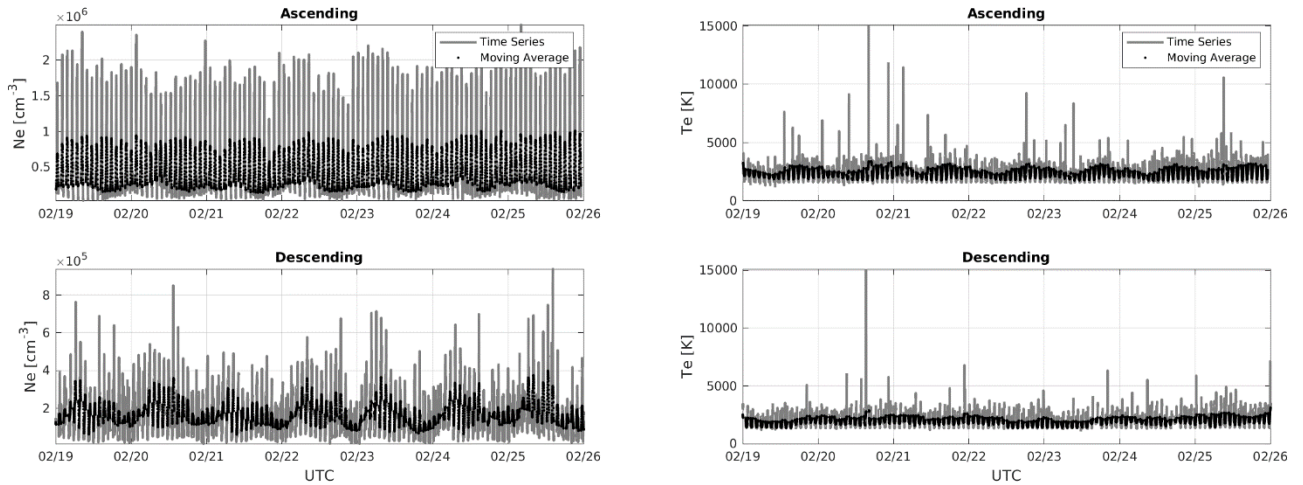 Ascending
×10⁶
Ne [cm⁻³]
2
1.5
1
0.5
Time Series
Moving Average
02/19 02/20 02/21 02/22 02/23 02/24 02/25 02/26
Ascending
Te [K]
15000
10000
5000
0
Time Series
Moving Average
02/19 02/20 02/21 02/22 02/23 02/24 02/25 02/26
Descending
×10⁵
Ne [cm⁻³]
8
6
4
2
02/19 02/20 02/21 02/22 02/23 02/24 02/25 02/26
UTC
Descending
Te [K]
15000
10000
5000
0
02/19 02/20 02/21 02/22 02/23 02/24 02/25 02/26
UTC